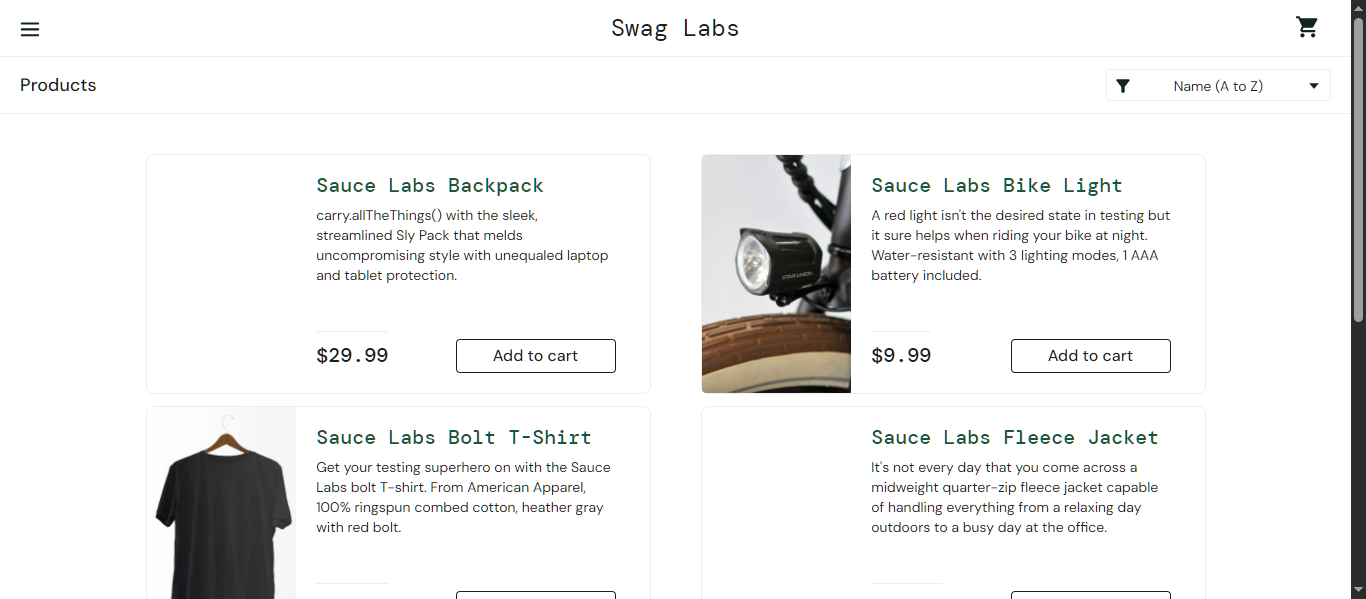 Swag Labs
Products
Name (A to Z)
Sauce Labs Backpack
carry.allTheThings() with the sleek,
streamlined Sly Pack that melds
uncompromising style with unequaled laptop
and tablet protection.
$29.99
Add to cart
Sauce Labs Bike Light
A red light isn't the desired state in testing but
it sure helps when riding your bike at night.
Water-resistant with 3 lighting modes, 1 AAA
battery included.
$9.99
Add to cart
Sauce Labs Bolt T-Shirt
Get your testing superhero on with the Sauce
Labs bolt T-shirt. From American Apparel,
100% ringspun combed cotton, heather gray
with red bolt.
Sauce Labs Fleece Jacket
It's not every day that you come across a
midweight quarter-zip fleece jacket capable
of handling everything from a relaxing day
outdoors to a busy day at the office.